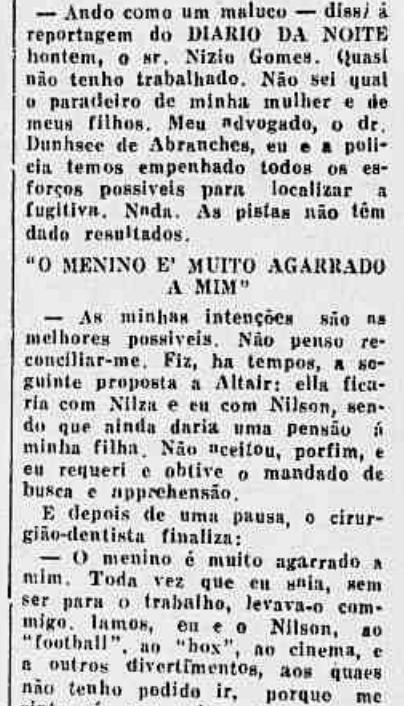 — Ando como um maluco — diss/ á
reportagem do DIARIO DA NOITE
hontem, o sr. Nizio Gomes. Quasi
não tenho trabalhado. Não sei qual
o paradeiro de minha mulher e de
meus filhos. Meu advogado, o dr.
Dunhsce de Abranches, eu e a poli-
cia temos empenhado todos os es-
forços possiveis para localizar a
fugitiva. Nada. As pistas não têm
dado resultados.
"O MENINO E' MUITO AGARRADO
A MIM"
— As minhas intenções são as
melhores possiveis. Não penso re-
conciliar-me. Fiz, ha tempos, a se-
guinte proposta a Altair: ella fica-
ria com Nilza e eu com Nilson, sen-
do que ainda daria uma pensão á
minha filha. Não aceitou, porfim, e
eu requeri e obtive o mandado de
busca e apprehensão.
E depois de uma pausa, o cirur-
gião-dentista finaliza:
— O menino é muito agarrado a
mim. Toda vez que eu saia, sem
ser para o trabalho, levava-o com-
migo. Iamos, eu e o Nilson, ao
"football", ao "box", ao cinema, e
a outros divertimentos, aos quaes
não tenho podido ir, porque me